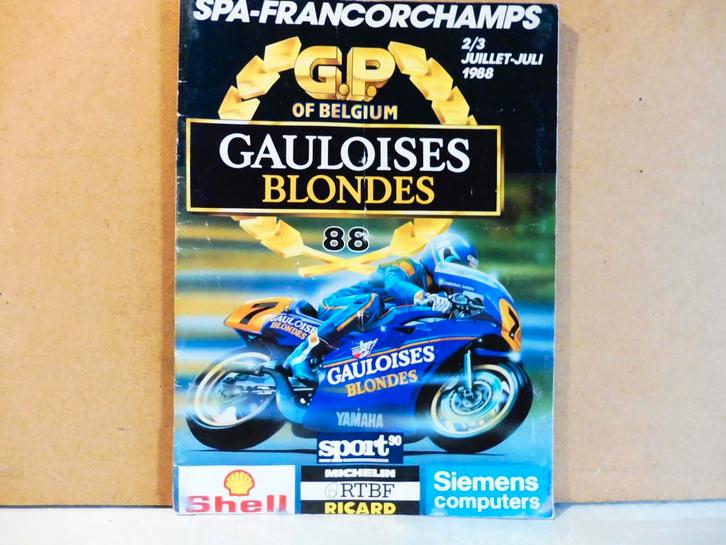 SPA-FRANCORCHAMPS
2/3
JUILLET-JULI
1988
G.P.
OF BELGIUM
GAULOISES
BLONDES
88
7
GAULOISES
BLONDES
GAULOISES
BLONDES
YAMAHA
sport 90
Shell
MICHELIN
RTBF
RICARD
Siemens
computers